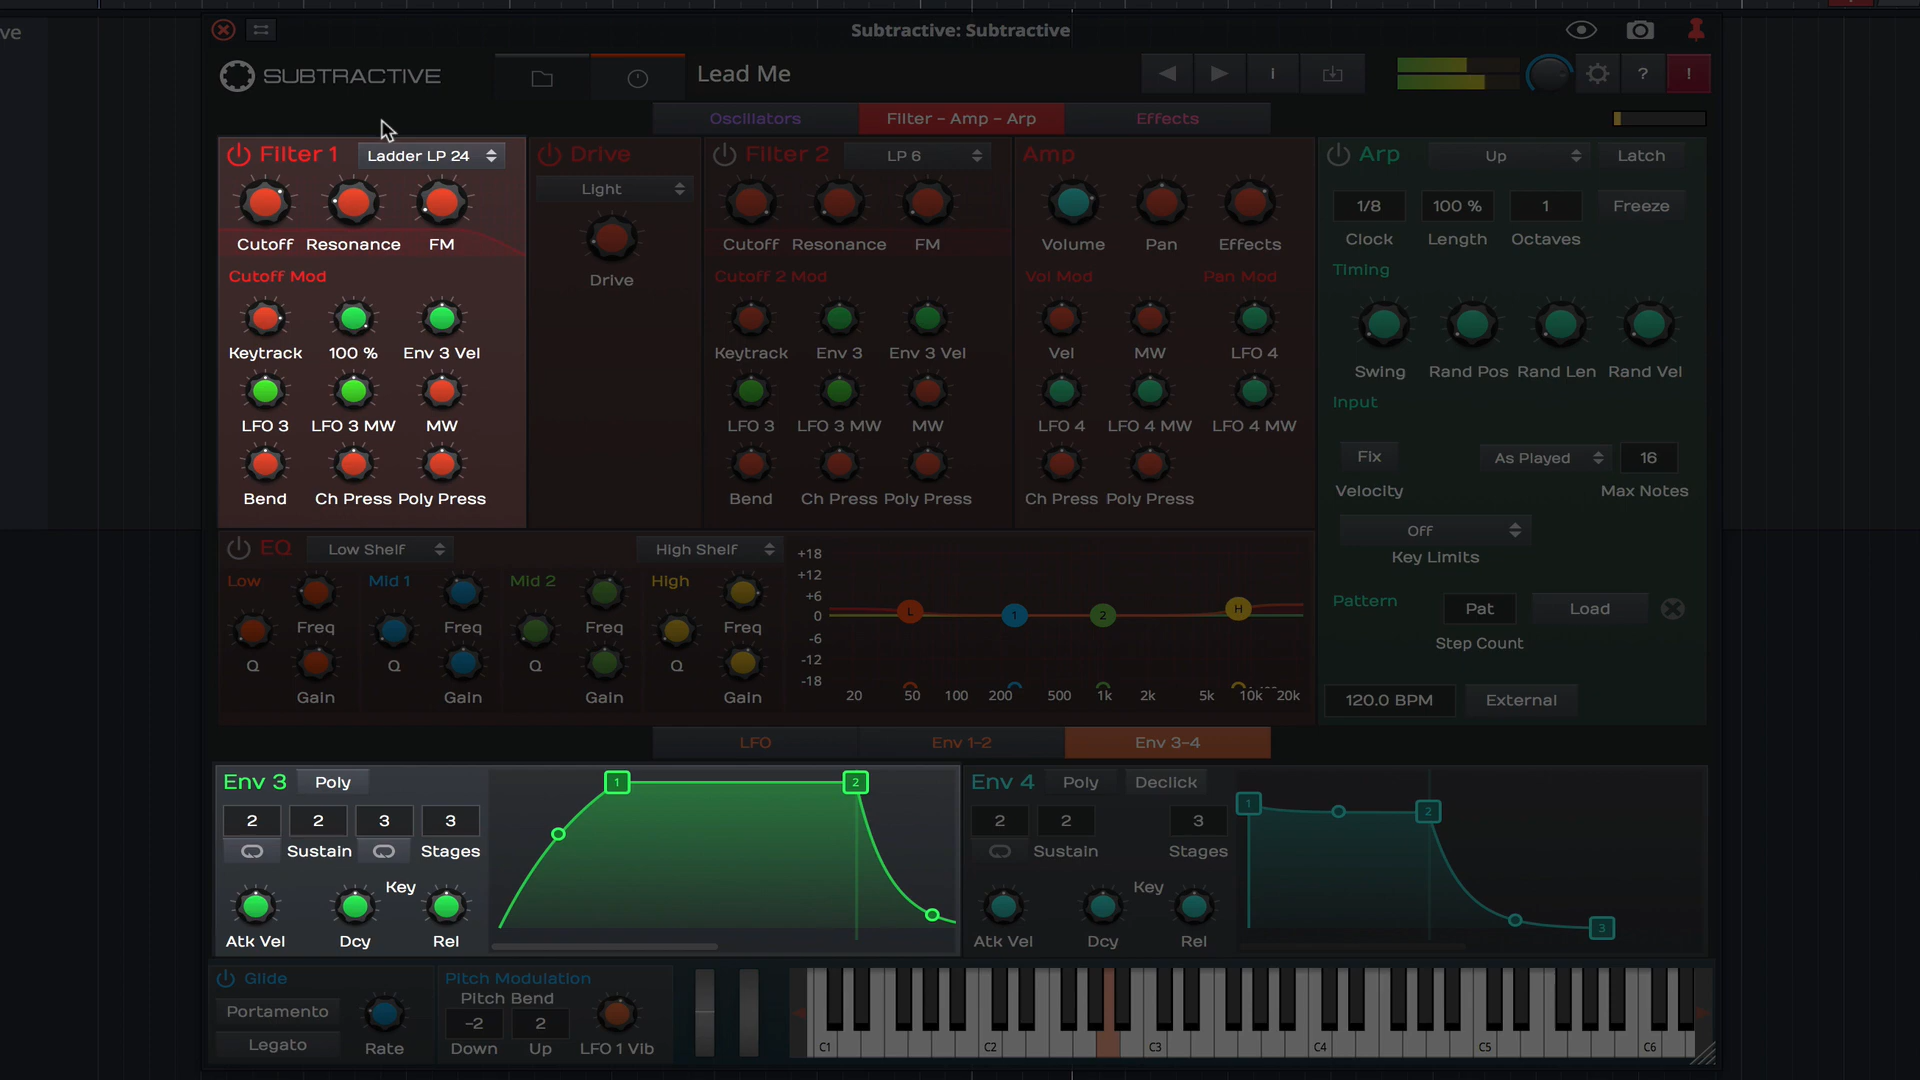 ve
Subtractive: Subtractive
SUBTRACTIVE
Lead Me
i
?
!
Oscillators
Filter - Amp - Arp
Effects
Filter 1
Ladder LP 24
Cutoff
Resonance
FM
Cutoff Mod
Keytrack
100 %
Env 3 Vel
LFO 3
LFO 3 MW
MW
Bend
Ch Press
Poly Press
Drive
Light
Drive
Filter 2
LP 6
Cutoff
Resonance
FM
Cutoff 2 Mod
Keytrack
Env 3
Env 3 Vel
LFO 3
LFO 3 MW
MW
Bend
Ch Press
Poly Press
Amp
Volume
Pan
Effects
Vol Mod
Pan Mod
Vel
MW
LFO 4
LFO 4
LFO 4 MW
LFO 4 MW
Ch Press
Poly Press
Arp
Up
Latch
1/8
100 %
1
Freeze
Clock
Length
Octaves
Timing
Swing
Rand Pos
Rand Len
Rand Vel
Input
Fix
As Played
16
Velocity
Max Notes
Off
Key Limits
Pattern
Pat
Load
Step Count
120.0 BPM
External
EQ
Low Shelf
High Shelf
Low
Mid 1
Mid 2
High
Freq
Freq
Freq
Freq
Q
Q
Q
Q
Gain
Gain
Gain
Gain
+18
+12
+6
0
-6
-12
-18
L
1
2
H
20
50
100
200
500
1k
2k
5k
10k
20k
LFO
Env 1-2
Env 3-4
Env 3
Poly
2
2
3
3
Sustain
Stages
Key
Atk Vel
Dcy
Rel
1
2
Env 4
Poly
Declick
2
2
3
Sustain
Stages
Key
Atk Vel
Dcy
Rel
1
2
3
Glide
Portamento
Legato
Rate
Pitch Modulation
Pitch Bend
-2
2
Down
Up
LFO 1 Vib
C1
C2
C3
C4
C5
C6